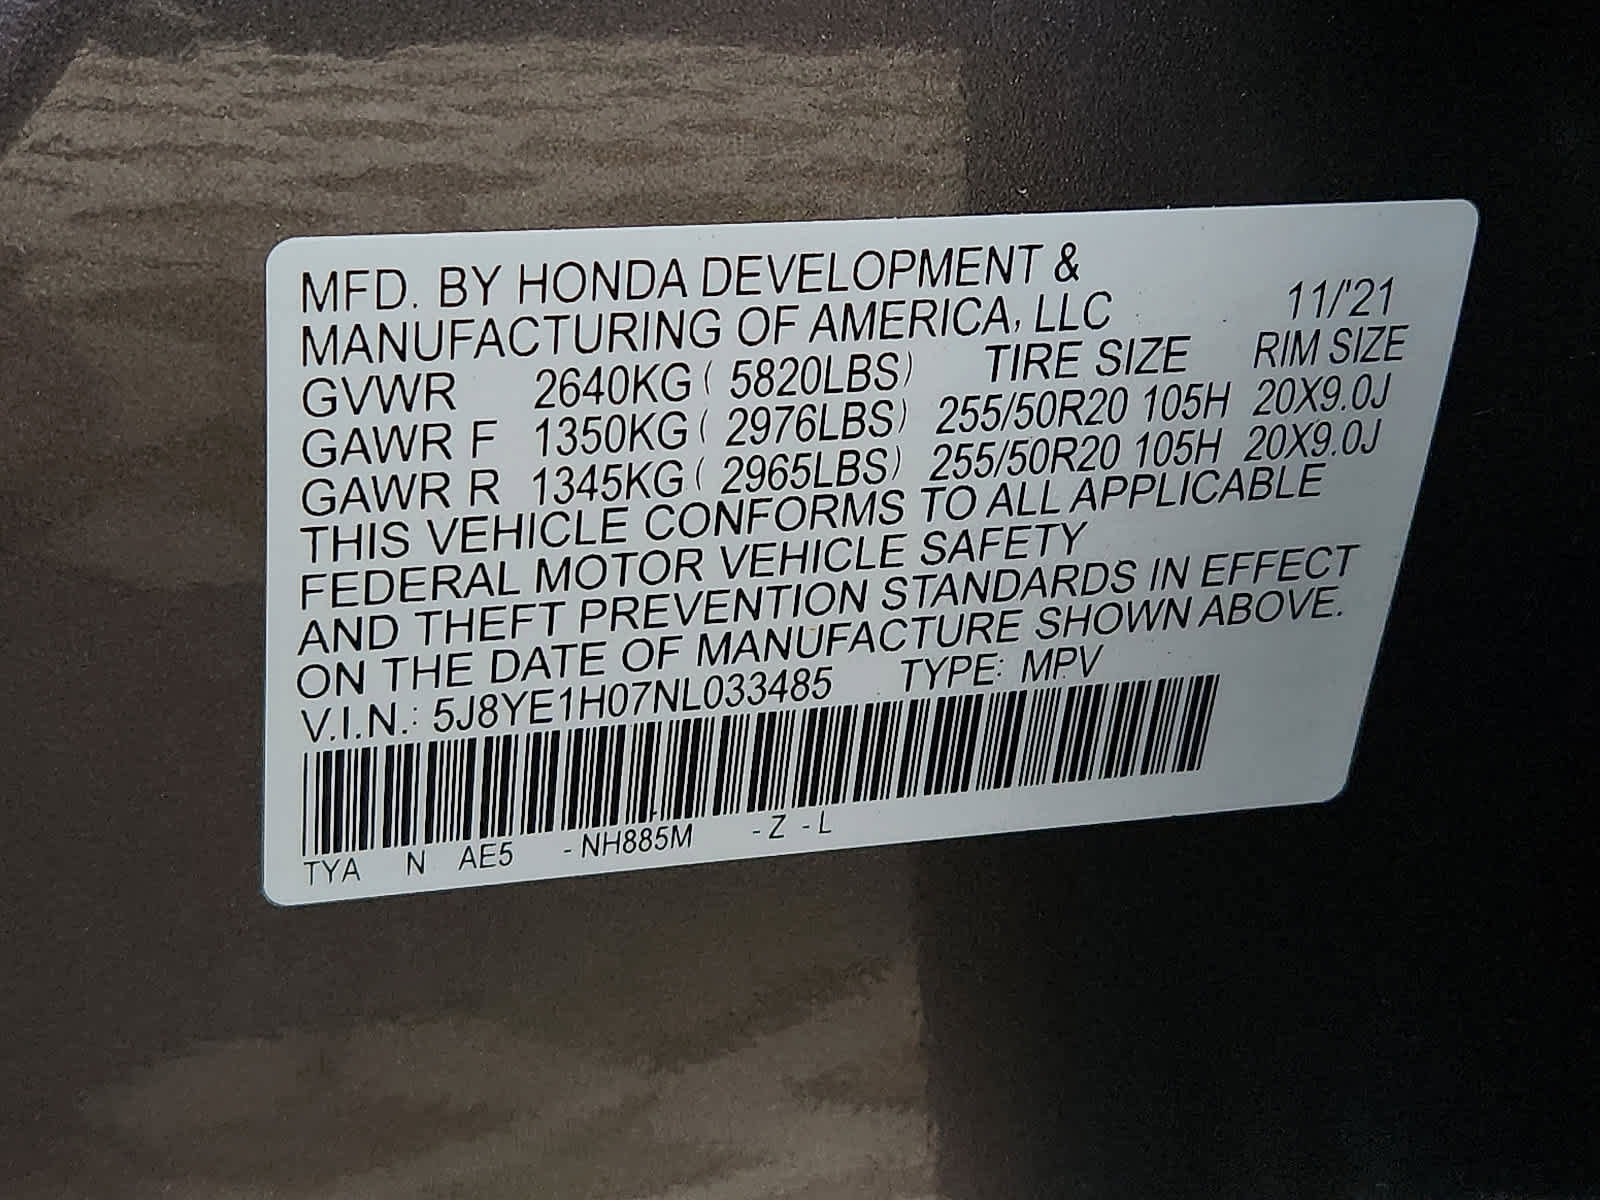 MFD. BY HONDA DEVELOPMENT &
MANUFACTURING OF AMERICA, LLC 11/'21
GVWR 2640KG ( 5820LBS) TIRE SIZE RIM SIZE
GAWR F 1350KG ( 2976LBS) 255/50R20 105H 20X9.0J
GAWR R 1345KG ( 2965LBS) 255/50R20 105H 20X9.0J
THIS VEHICLE CONFORMS TO ALL APPLICABLE
FEDERAL MOTOR VEHICLE SAFETY
AND THEFT PREVENTION STANDARDS IN EFFECT
ON THE DATE OF MANUFACTURE SHOWN ABOVE.
V.I.N.: 5J8YE1H07NL033485 TYPE: MPV
TYA N AE5 -NH885M -Z -L